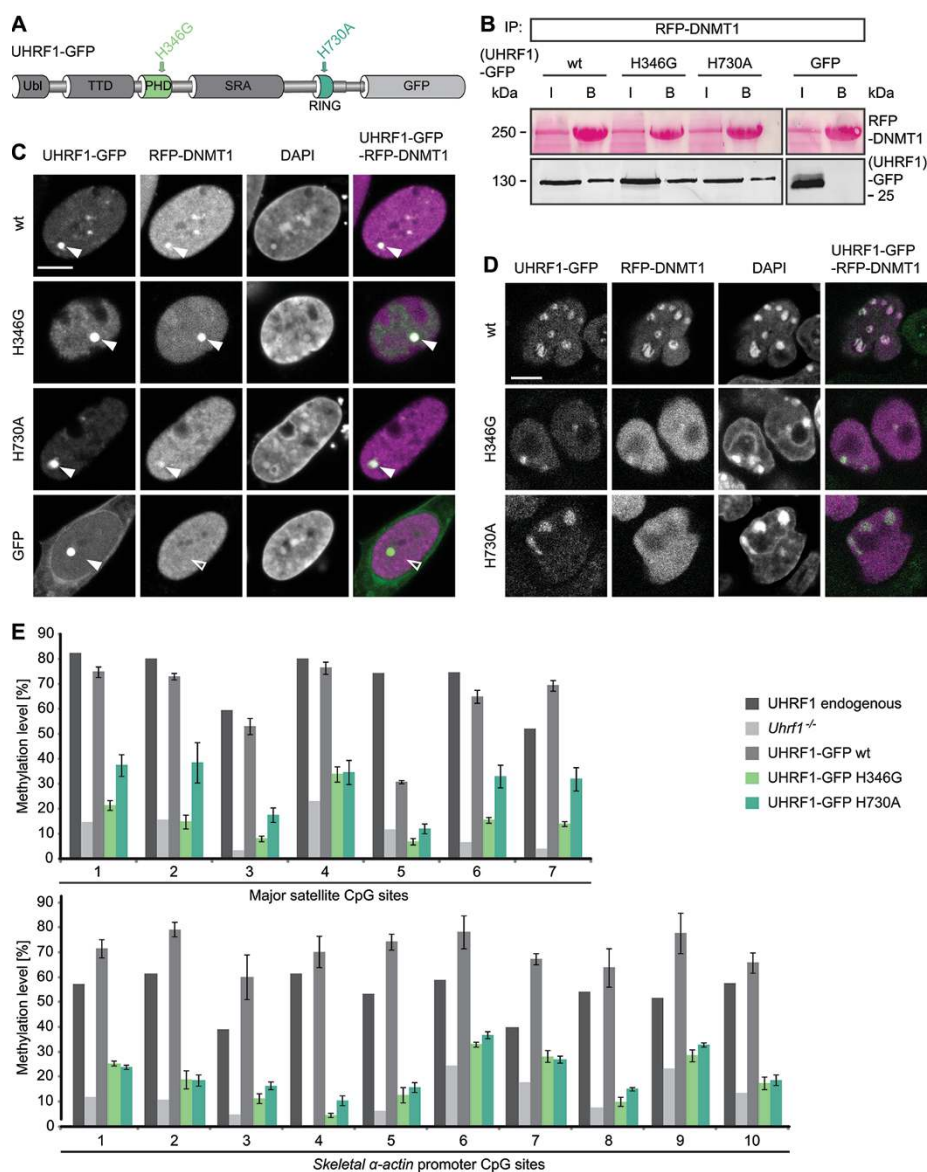 A
UHRF1-GFP
H346G
H730A
Ubl
TTD
PHD
SRA
RING
GFP
B
IP:
RFP-DNMT1
(UHRF1)
-GFP
wt
H346G
H730A
GFP
kDa
I B I B I B I B
kDa
250 -
RFP
-DNMT1
130 -
(UHRF1)
-GFP
- 25
C
UHRF1-GFP
RFP-DNMT1
DAPI
UHRF1-GFP
-RFP-DNMT1
wt
H346G
H730A
GFP
D
UHRF1-GFP
RFP-DNMT1
DAPI
UHRF1-GFP
-RFP-DNMT1
wt
H346G
H730A
E
Methylation level [%]
90
80
70
60
50
40
30
20
10
0
1 2 3 4 5 6 7
Major satellite CpG sites
UHRF1 endogenous
Uhrf1-/-
UHRF1-GFP wt
UHRF1-GFP H346G
UHRF1-GFP H730A
Methylation level [%]
90
80
70
60
50
40
30
20
10
0
1 2 3 4 5 6 7 8 9 10
Skeletal α-actin promoter CpG sites